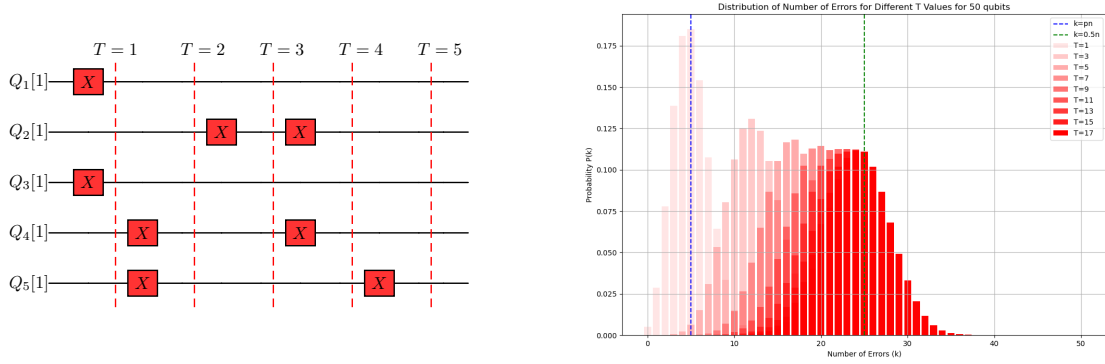 T = 1 T = 2 T = 3 T = 4 T = 5
Q₁[1] X
Q₂[1] X X
Q₃[1] X
Q₄[1] X X
Q₅[1] X X
Distribution of Number of Errors for Different T Values for 50 qubits
k=pn
k=0.5n
T=1
T=3
T=5
T=7
T=9
T=11
T=13
T=15
T=17
Probability P(k)
0.175
0.150
0.125
0.100
0.075
0.050
0.025
0.000
0 10 20 30 40 50
Number of Errors (k)